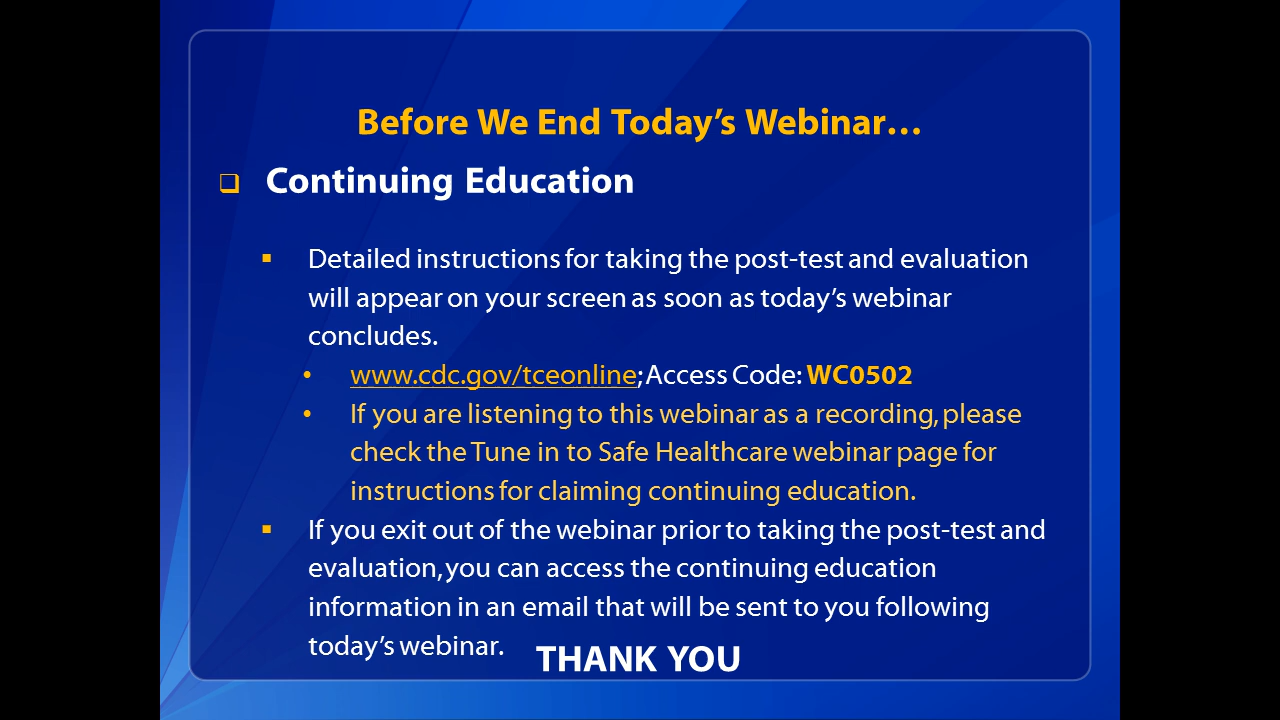 Before We End Today’s Webinar…
❑ Continuing Education
▪ Detailed instructions for taking the post-test and evaluation
will appear on your screen as soon as today’s webinar
concludes.
• www.cdc.gov/tceonline; Access Code: WC0502
• If you are listening to this webinar as a recording, please
check the Tune in to Safe Healthcare webinar page for
instructions for claiming continuing education.
▪ If you exit out of the webinar prior to taking the post-test and
evaluation, you can access the continuing education
information in an email that will be sent to you following
today’s webinar.
THANK YOU